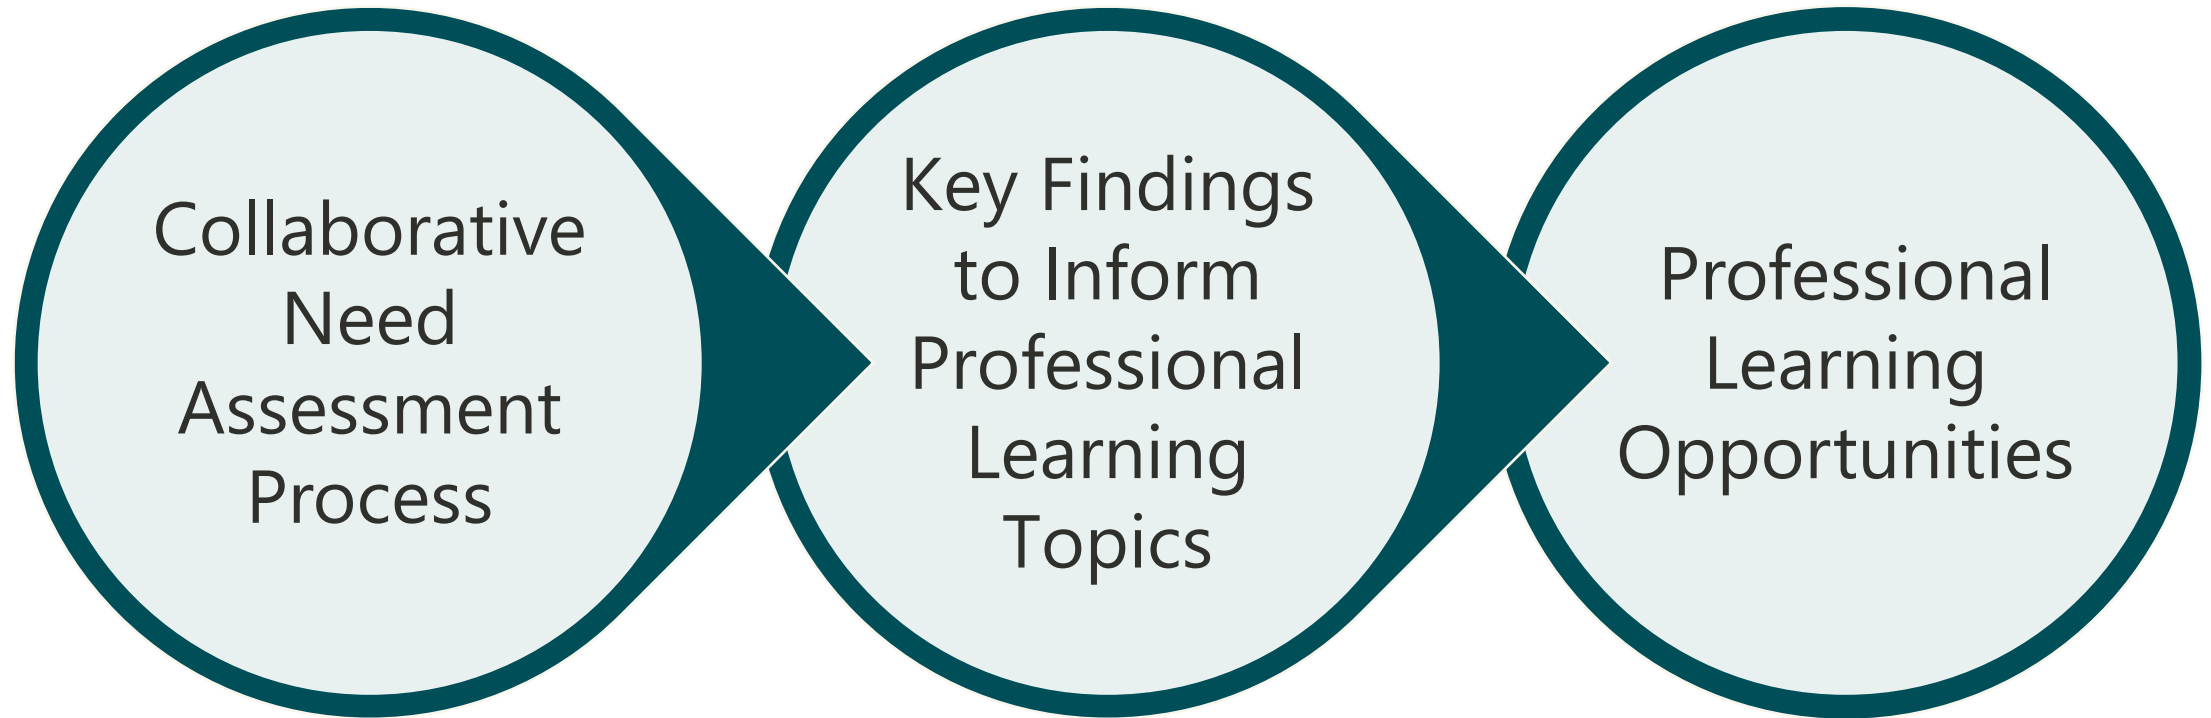 Collaborative
Need
Assessment
Process
Key Findings
to Inform
Professional
Learning
Topics
Professional
Learning
Opportunities